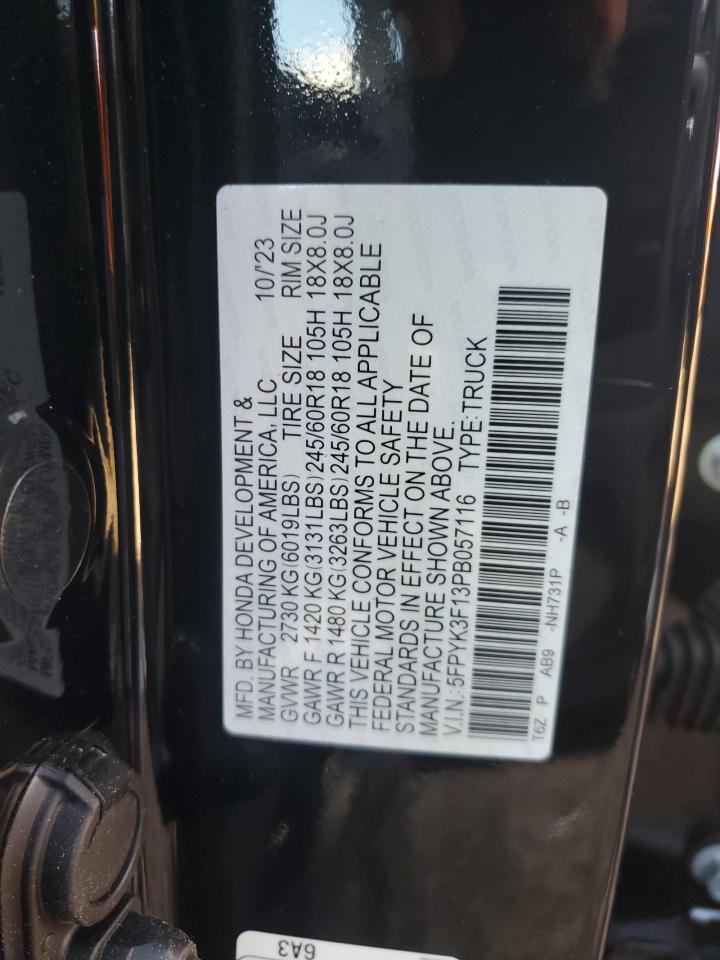 MFD. BY HONDA DEVELOPMENT &
MANUFACTURING OF AMERICA, LLC 10/'23
GVWR 2730 KG(6019LBS) TIRE SIZE RIM SIZE
GAWR F 1420 KG(3131LBS)245/60R18 105H 18X8.0J
GAWR R 1480 KG(3263LBS)245/60R18 105H 18X8.0J
THIS VEHICLE CONFORMS TO ALL APPLICABLE
FEDERAL MOTOR VEHICLE SAFETY
STANDARDS IN EFFECT ON THE DATE OF
MANUFACTURE SHOWN ABOVE.
V.I.N.: 5FPYK3F13PB057116 TYPE: TRUCK
T6Z P AB9 -NH731P -A -B
6A3